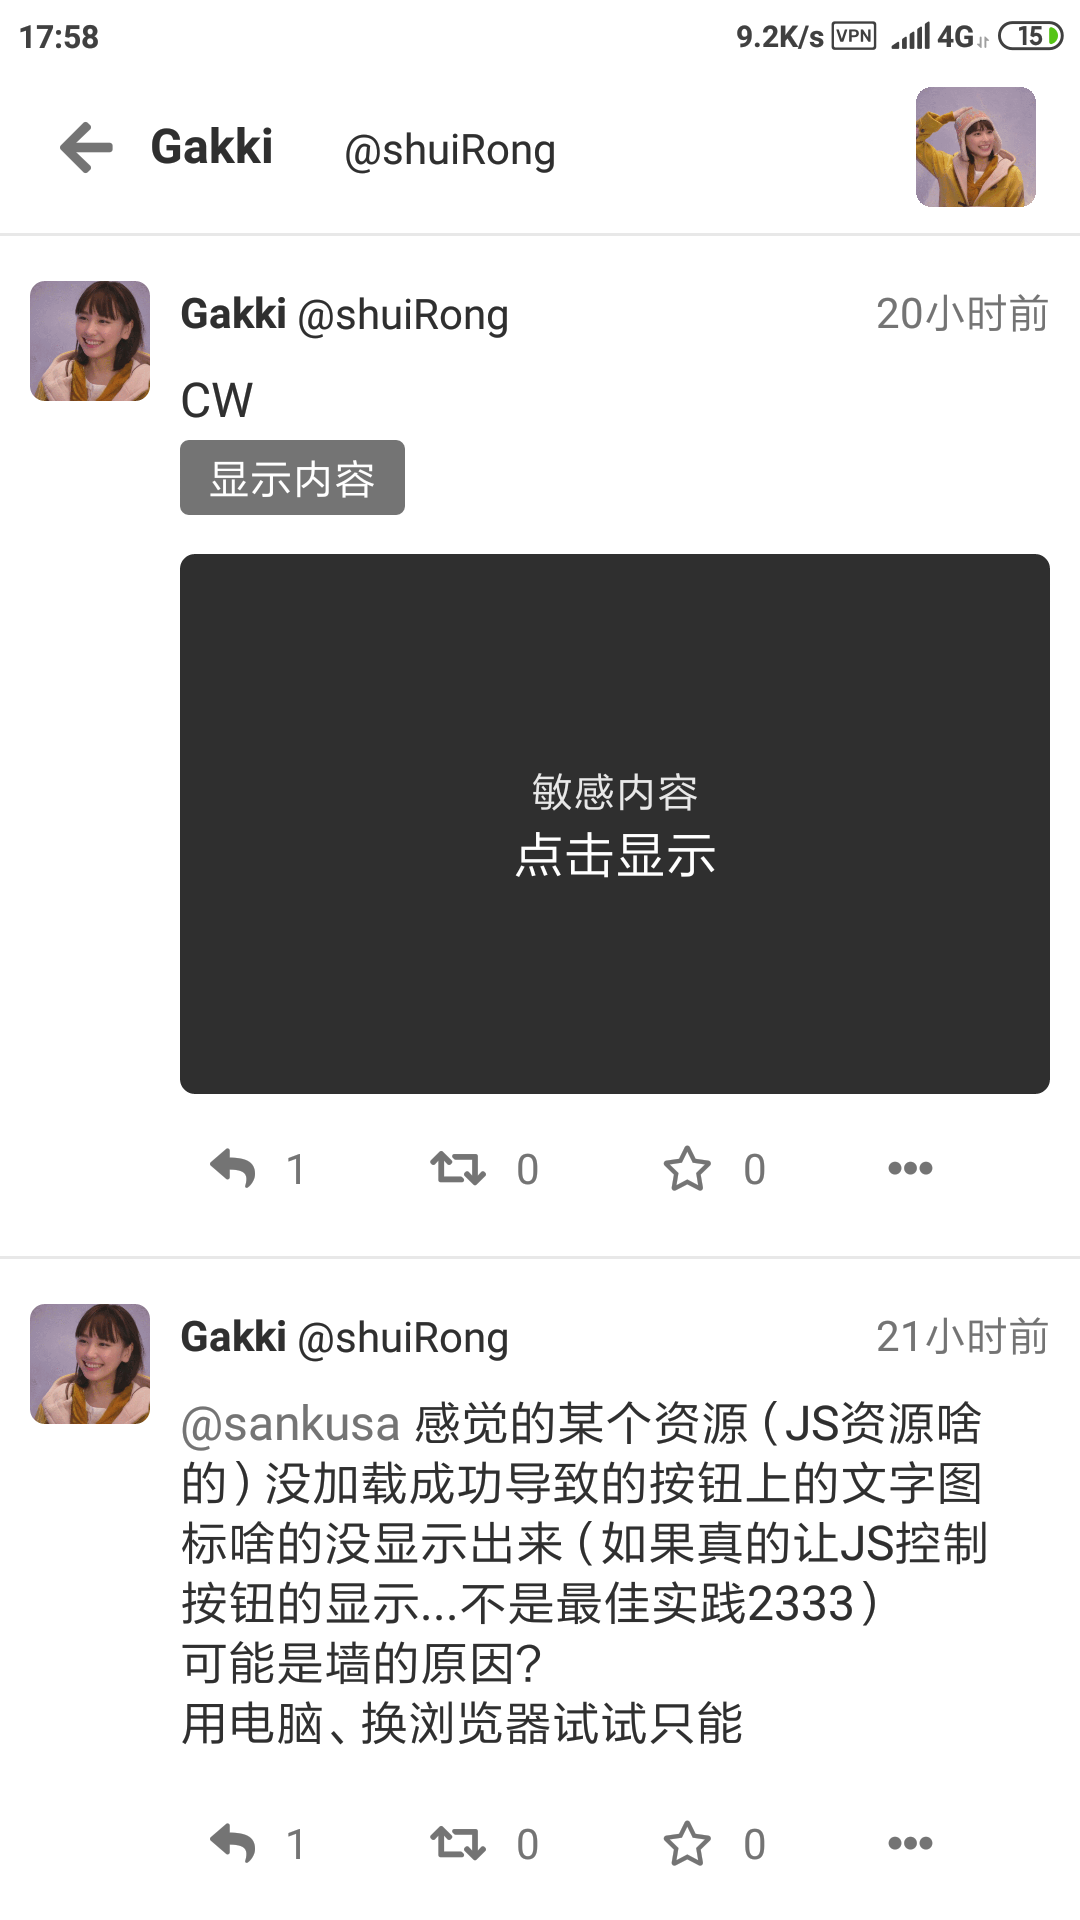 17:58
9.2K/s VPN 4G 15
Gakki @shuiRong
Gakki @shuiRong 20小时前
CW
显示内容
敏感内容
点击显示
1 0 0
Gakki @shuiRong 21小时前
@sankusa 感觉的某个资源（JS资源啥
的）没加载成功导致的按钮上的文字图
标啥的没显示出来（如果真的让JS控制
按钮的显示...不是最佳实践2333）
可能是墙的原因?
用电脑、换浏览器试试只能
1 0 0